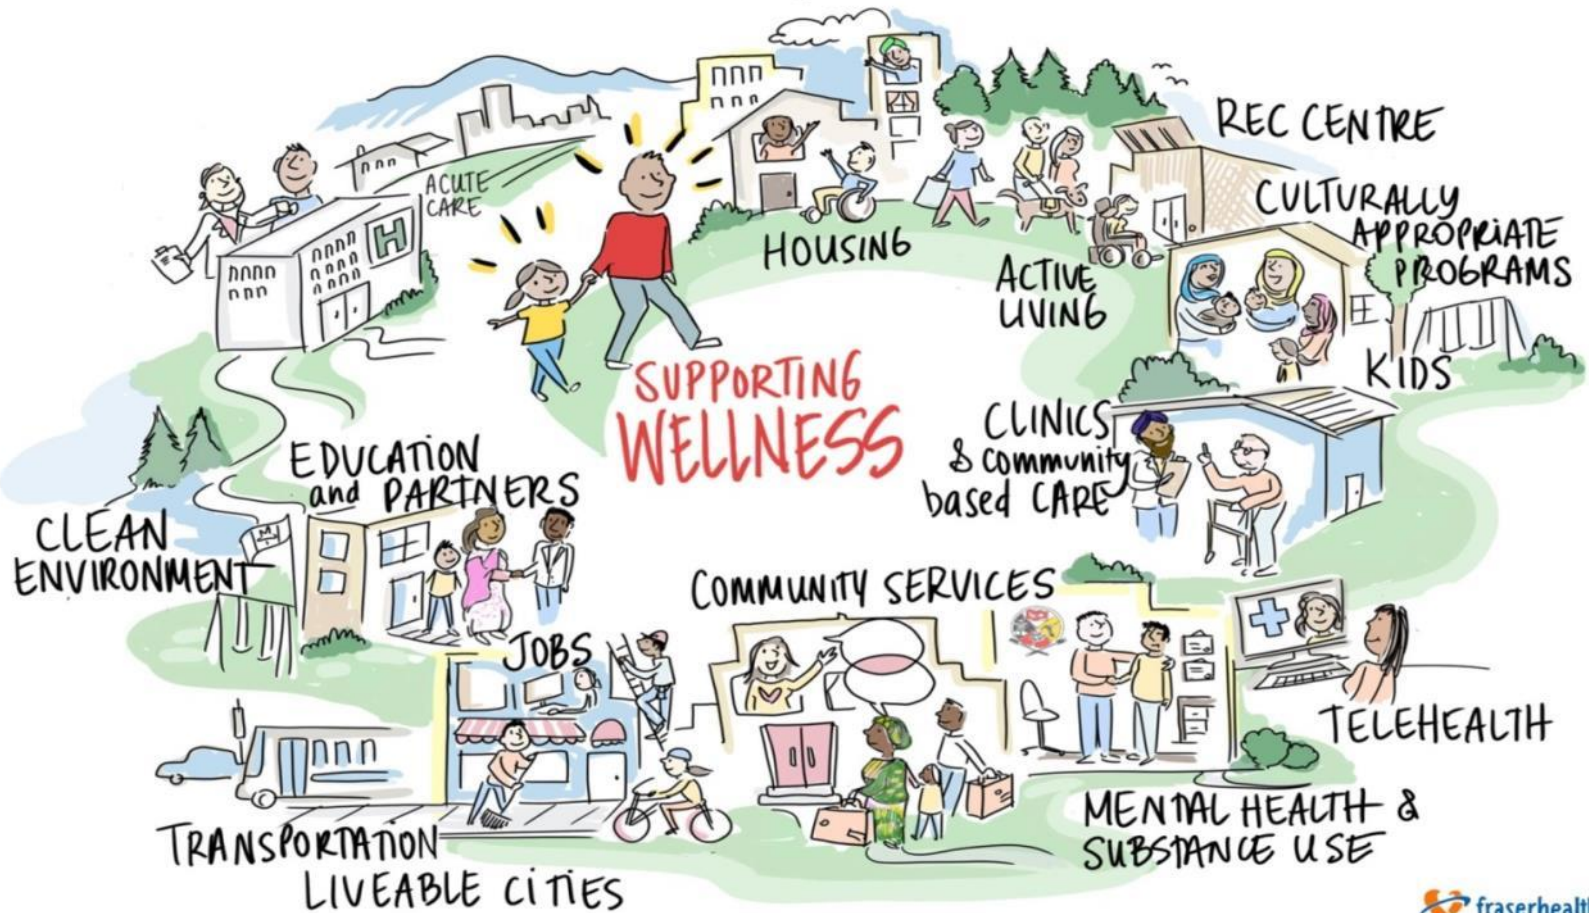 REC CENTRE
ACUTE
CARE
H
HOUSING
CULTURALLY
APPROPRIATE
PROGRAMS
ACTIVE
LIVING
KIDS
SUPPORTING
WELLNESS
CLINICS
& COMMUNITY
based CARE
EDUCATION
and PARTNERS
CLEAN
ENVIRONMENT
COMMUNITY SERVICES
JOBS
TELEHEALTH
MENTAL HEALTH &
SUBSTANCE USE
TRANSPORTATION
LIVEABLE CITIES
fraserhealth